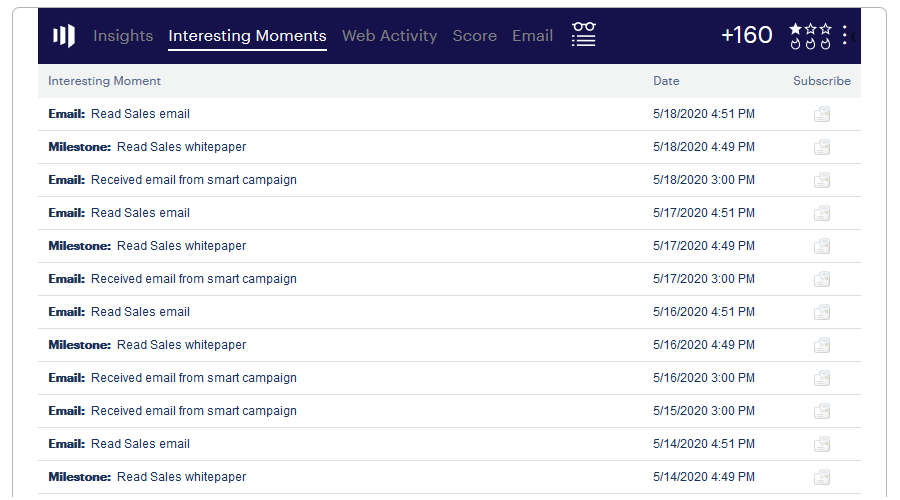 Insights Interesting Moments Web Activity Score Email +160
Interesting Moment Date Subscribe
Email: Read Sales email 5/18/2020 4:51 PM
Milestone: Read Sales whitepaper 5/18/2020 4:49 PM
Email: Received email from smart campaign 5/18/2020 3:00 PM
Email: Read Sales email 5/17/2020 4:51 PM
Milestone: Read Sales whitepaper 5/17/2020 4:49 PM
Email: Received email from smart campaign 5/17/2020 3:00 PM
Email: Read Sales email 5/16/2020 4:51 PM
Milestone: Read Sales whitepaper 5/16/2020 4:49 PM
Email: Received email from smart campaign 5/16/2020 3:00 PM
Email: Received email from smart campaign 5/15/2020 3:00 PM
Email: Read Sales email 5/14/2020 4:51 PM
Milestone: Read Sales whitepaper 5/14/2020 4:49 PM